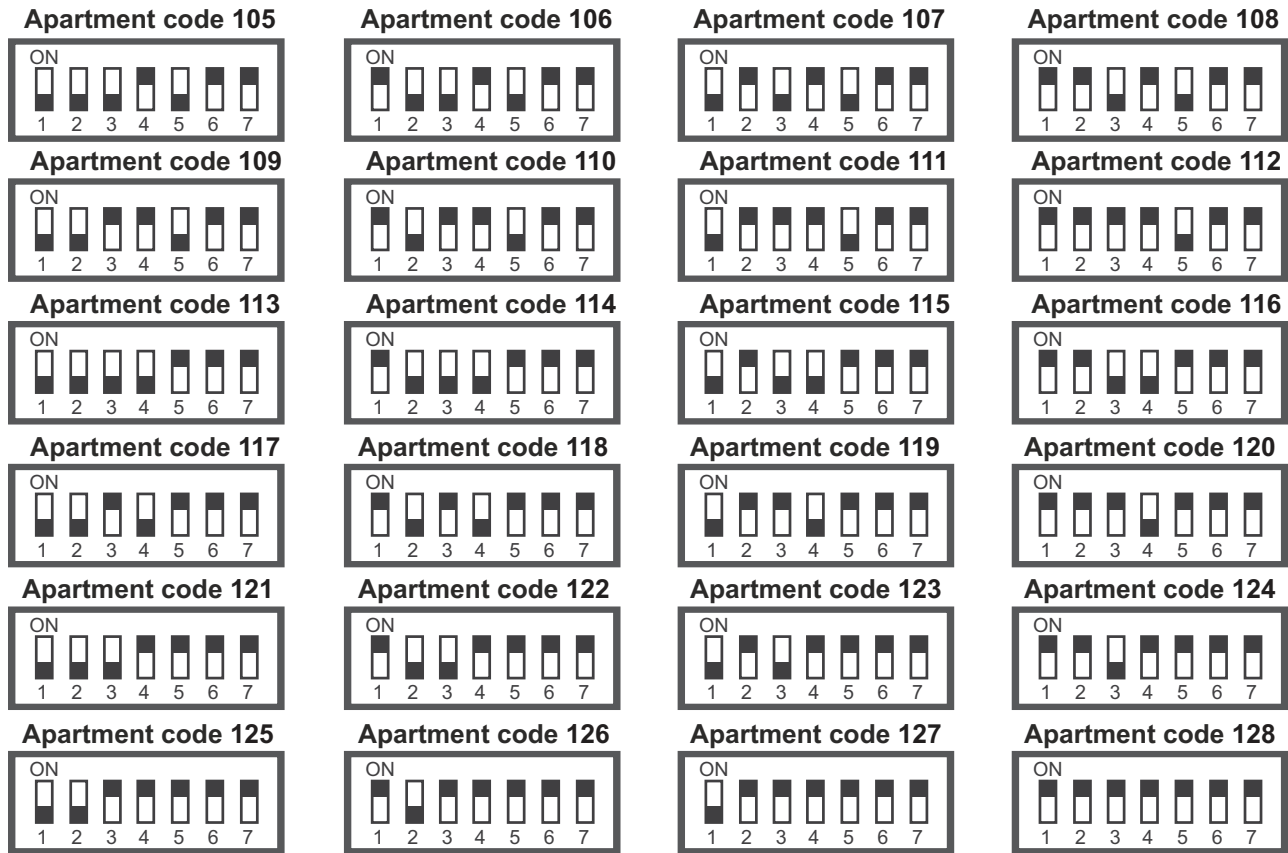 Apartment code 105 Apartment code 106 Apartment code 107 Apartment code 108
ON ON ON ON
1 2 3 4 5 6 7 1 2 3 4 5 6 7 1 2 3 4 5 6 7 1 2 3 4 5 6 7
Apartment code 109 Apartment code 110 Apartment code 111 Apartment code 112
ON ON ON ON
1 2 3 4 5 6 7 1 2 3 4 5 6 7 1 2 3 4 5 6 7 1 2 3 4 5 6 7
Apartment code 113 Apartment code 114 Apartment code 115 Apartment code 116
ON ON ON ON
1 2 3 4 5 6 7 1 2 3 4 5 6 7 1 2 3 4 5 6 7 1 2 3 4 5 6 7
Apartment code 117 Apartment code 118 Apartment code 119 Apartment code 120
ON ON ON ON
1 2 3 4 5 6 7 1 2 3 4 5 6 7 1 2 3 4 5 6 7 1 2 3 4 5 6 7
Apartment code 121 Apartment code 122 Apartment code 123 Apartment code 124
ON ON ON ON
1 2 3 4 5 6 7 1 2 3 4 5 6 7 1 2 3 4 5 6 7 1 2 3 4 5 6 7
Apartment code 125 Apartment code 126 Apartment code 127 Apartment code 128
ON ON ON ON
1 2 3 4 5 6 7 1 2 3 4 5 6 7 1 2 3 4 5 6 7 1 2 3 4 5 6 7